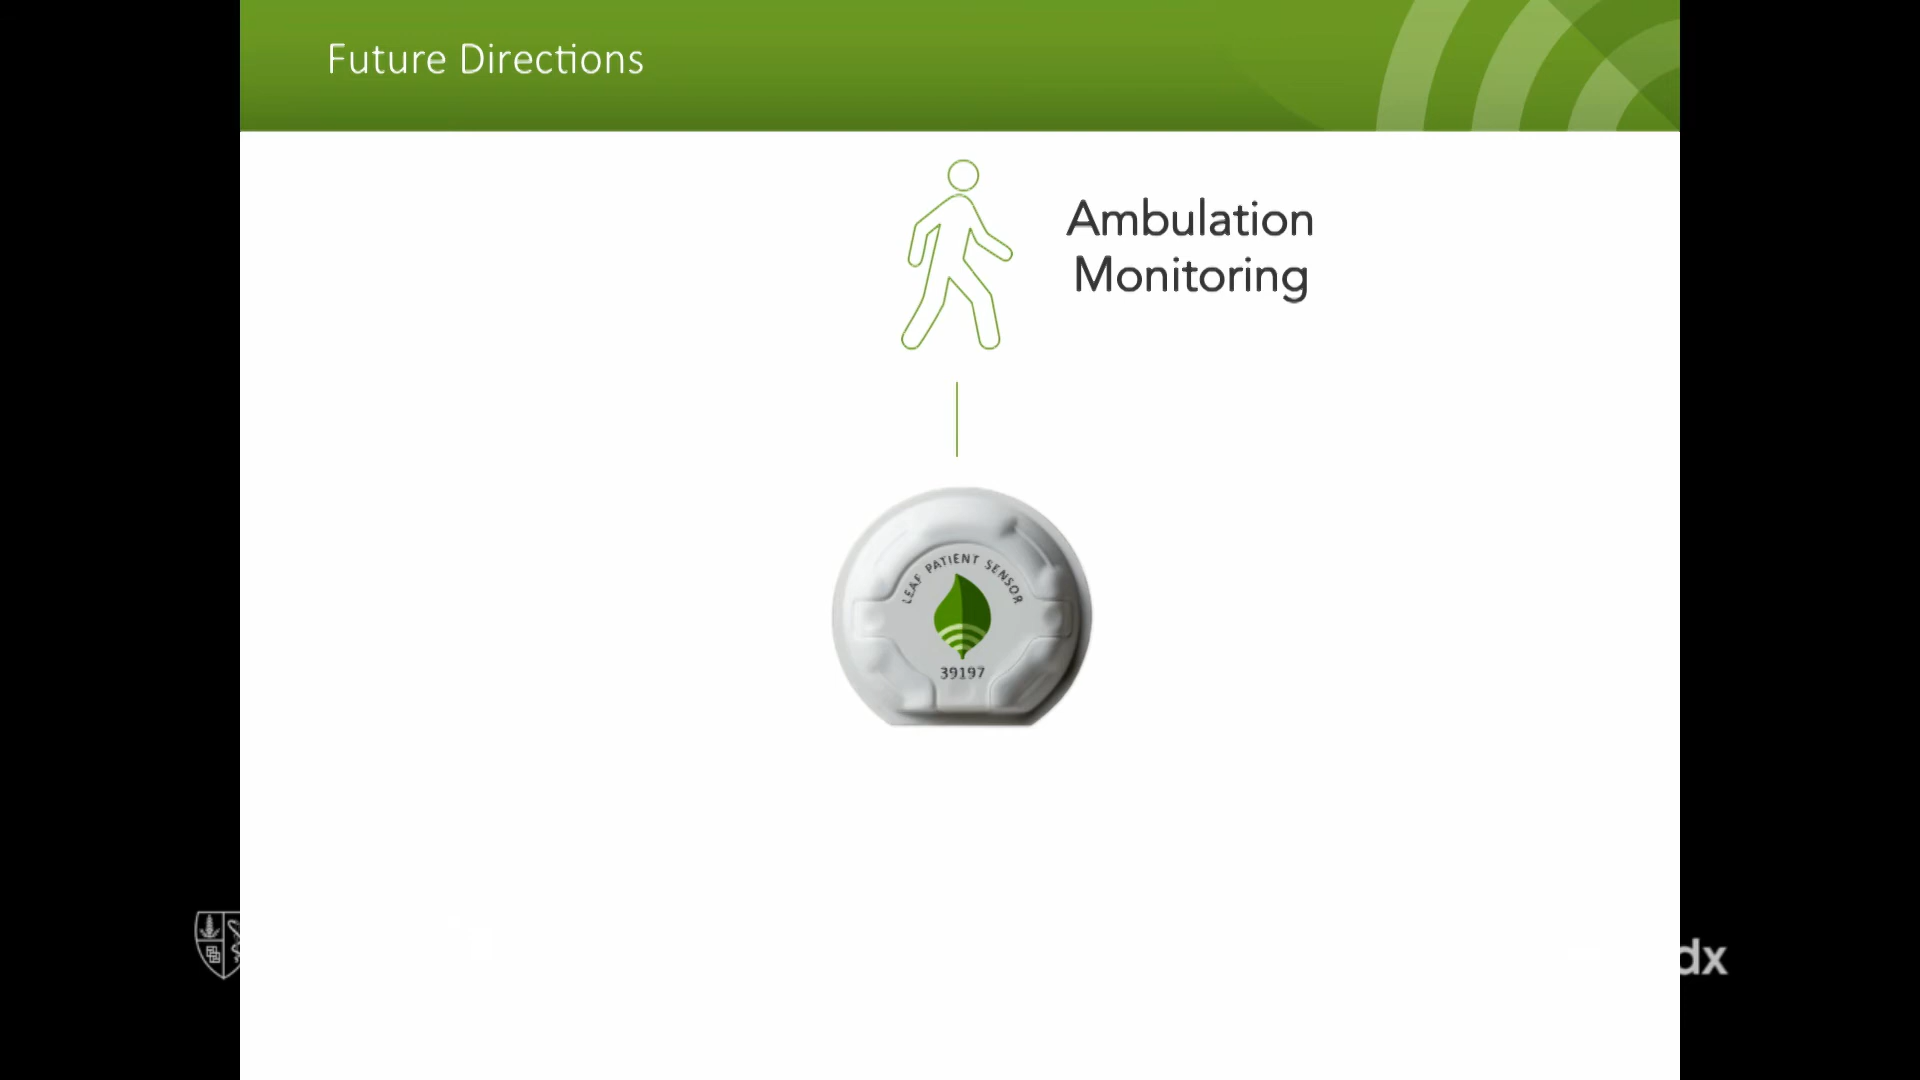 Future Directions
Ambulation
Monitoring
LEAF PATIENT SENSOR
39197
dx